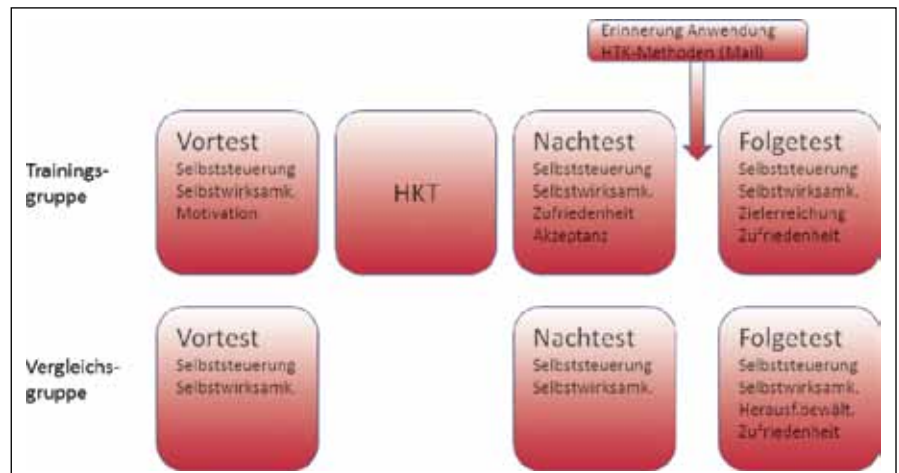 Erinnerung Anwendung
HTK-Methoden (Mail)
Trainings-
gruppe
Vortest
Selbststeuerung
Selbstwirksamk.
Motivation
HKT
Nachtest
Selbststeuerung
Selbstwirksamk.
Zufriedenheit
Akzeptanz
Folgetest
Selbststeuerung
Selbstwirksamk.
Zielerreichung
Zufriedenheit
Vergleichs-
gruppe
Vortest
Selbststeuerung
Selbstwirksamk.
Nachtest
Selbststeuerung
Selbstwirksamk.
Folgetest
Selbststeuerung
Selbstwirksamk.
Herausf.bewält.
Zufriedenheit